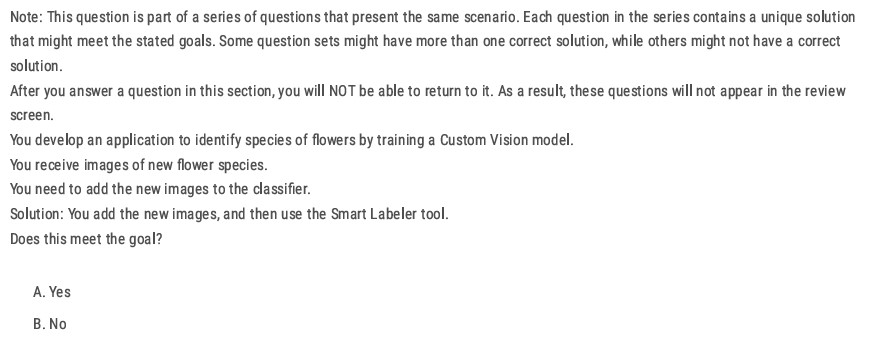 Note: This question is part of a series of questions that present the same scenario. Each question in the series contains a unique solution
that might meet the stated goals. Some question sets might have more than one correct solution, while others might not have a correct
solution.
After you answer a question in this section, you will NOT be able to return to it. As a result, these questions will not appear in the review
screen.
You develop an application to identify species of flowers by training a Custom Vision model.
You receive images of new flower species.
You need to add the new images to the classifier.
Solution: You add the new images, and then use the Smart Labeler tool.
Does this meet the goal?
A. Yes
B. No